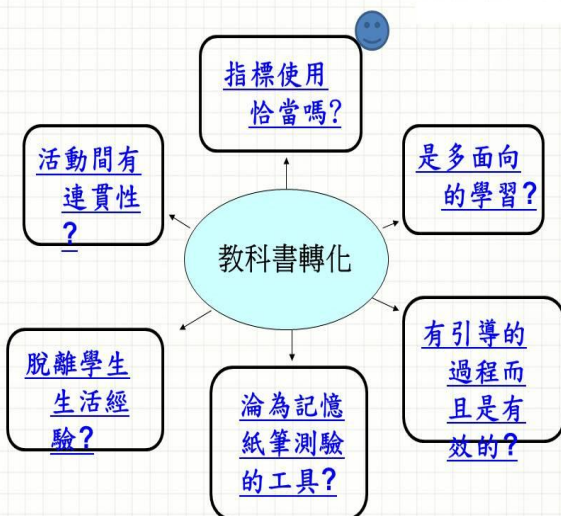 指標使用
恰當嗎?
活動間有
連貫性
?
是多面向
的學習?
教科書轉化
脫離學生
生活經
驗?
淪為記憶
紙筆測驗
的工具?
有引導的
過程而
且是有
效的?